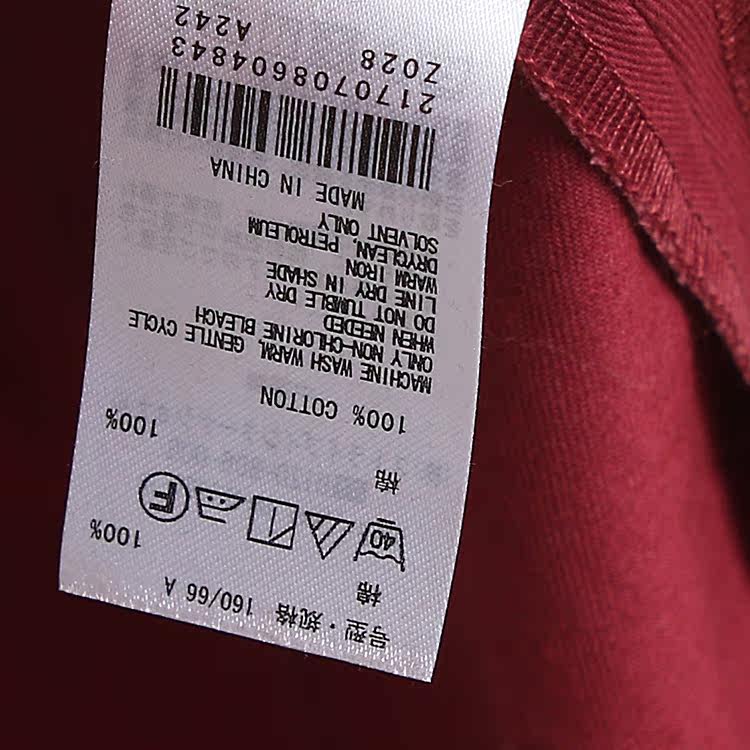 号型·规格 160/66 A
棉 100%
40
F
棉 100%
100% COTTON
MACHINE WASH WARM, GENTLE CYCLE
ONLY NON-CHLORINE BLEACH
WHEN NEEDED
DO NOT TUMBLE DRY
LINE DRY IN SHADE
WARM IRON
DRYCLEAN, PETROLEUM
SOLVENT ONLY
MADE IN CHINA
2170708604843
Z028 A242